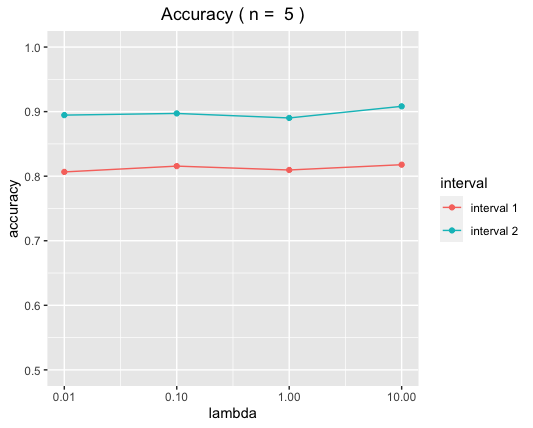 Accuracy ( n =  5 )
1.0
0.9
0.8
0.7
0.6
0.5
accuracy
0.01 0.10 1.00 10.00
lambda
interval
interval 1
interval 2